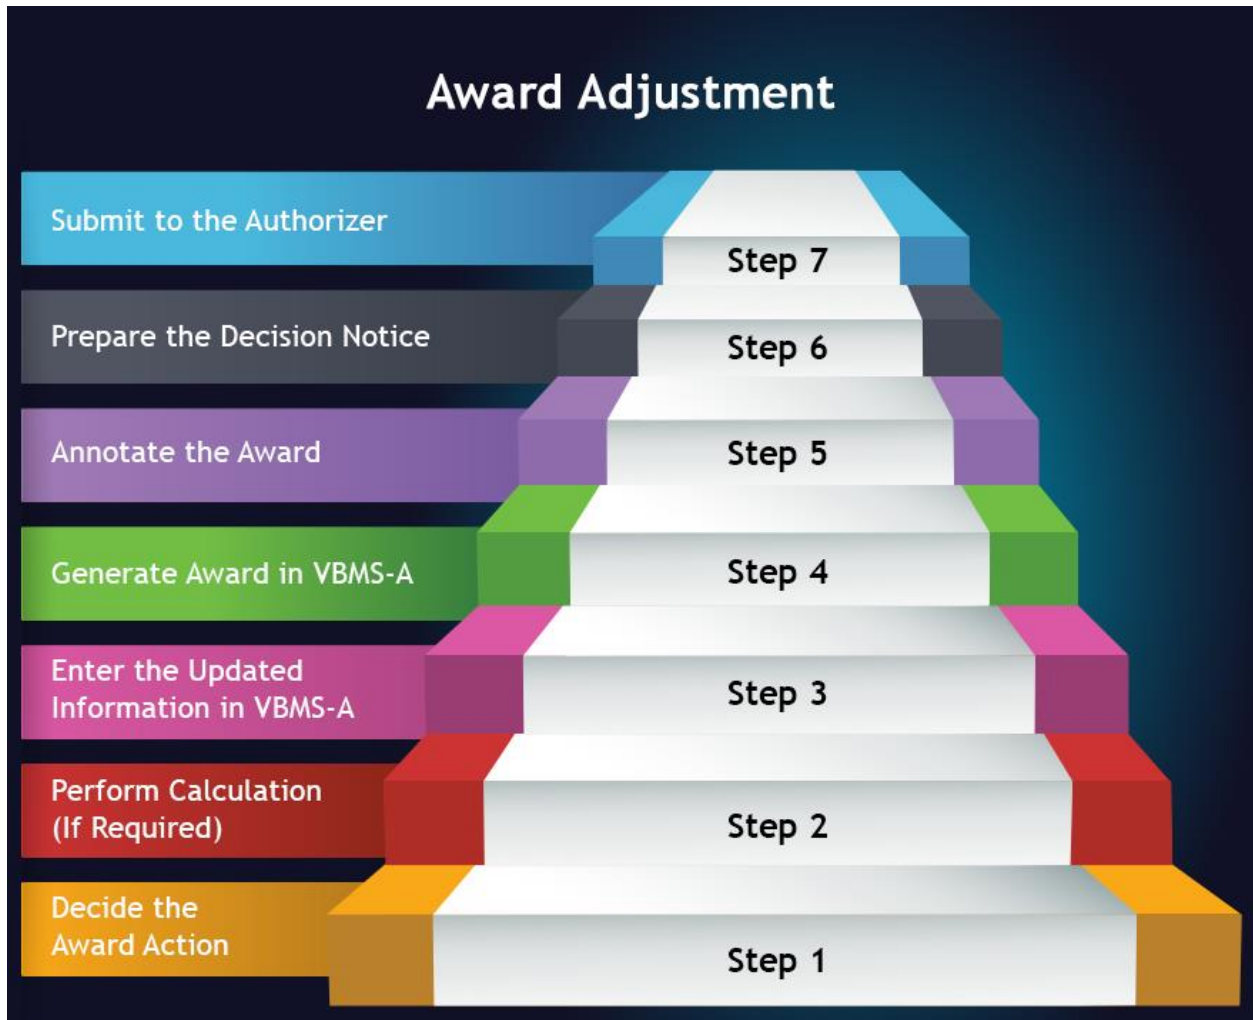 Award Adjustment
Submit to the Authorizer
Step 7
Prepare the Decision Notice
Step 6
Annotate the Award
Step 5
Generate Award in VBMS-A
Step 4
Enter the Updated
Information in VBMS-A
Step 3
Perform Calculation
(If Required)
Step 2
Decide the
Award Action
Step 1